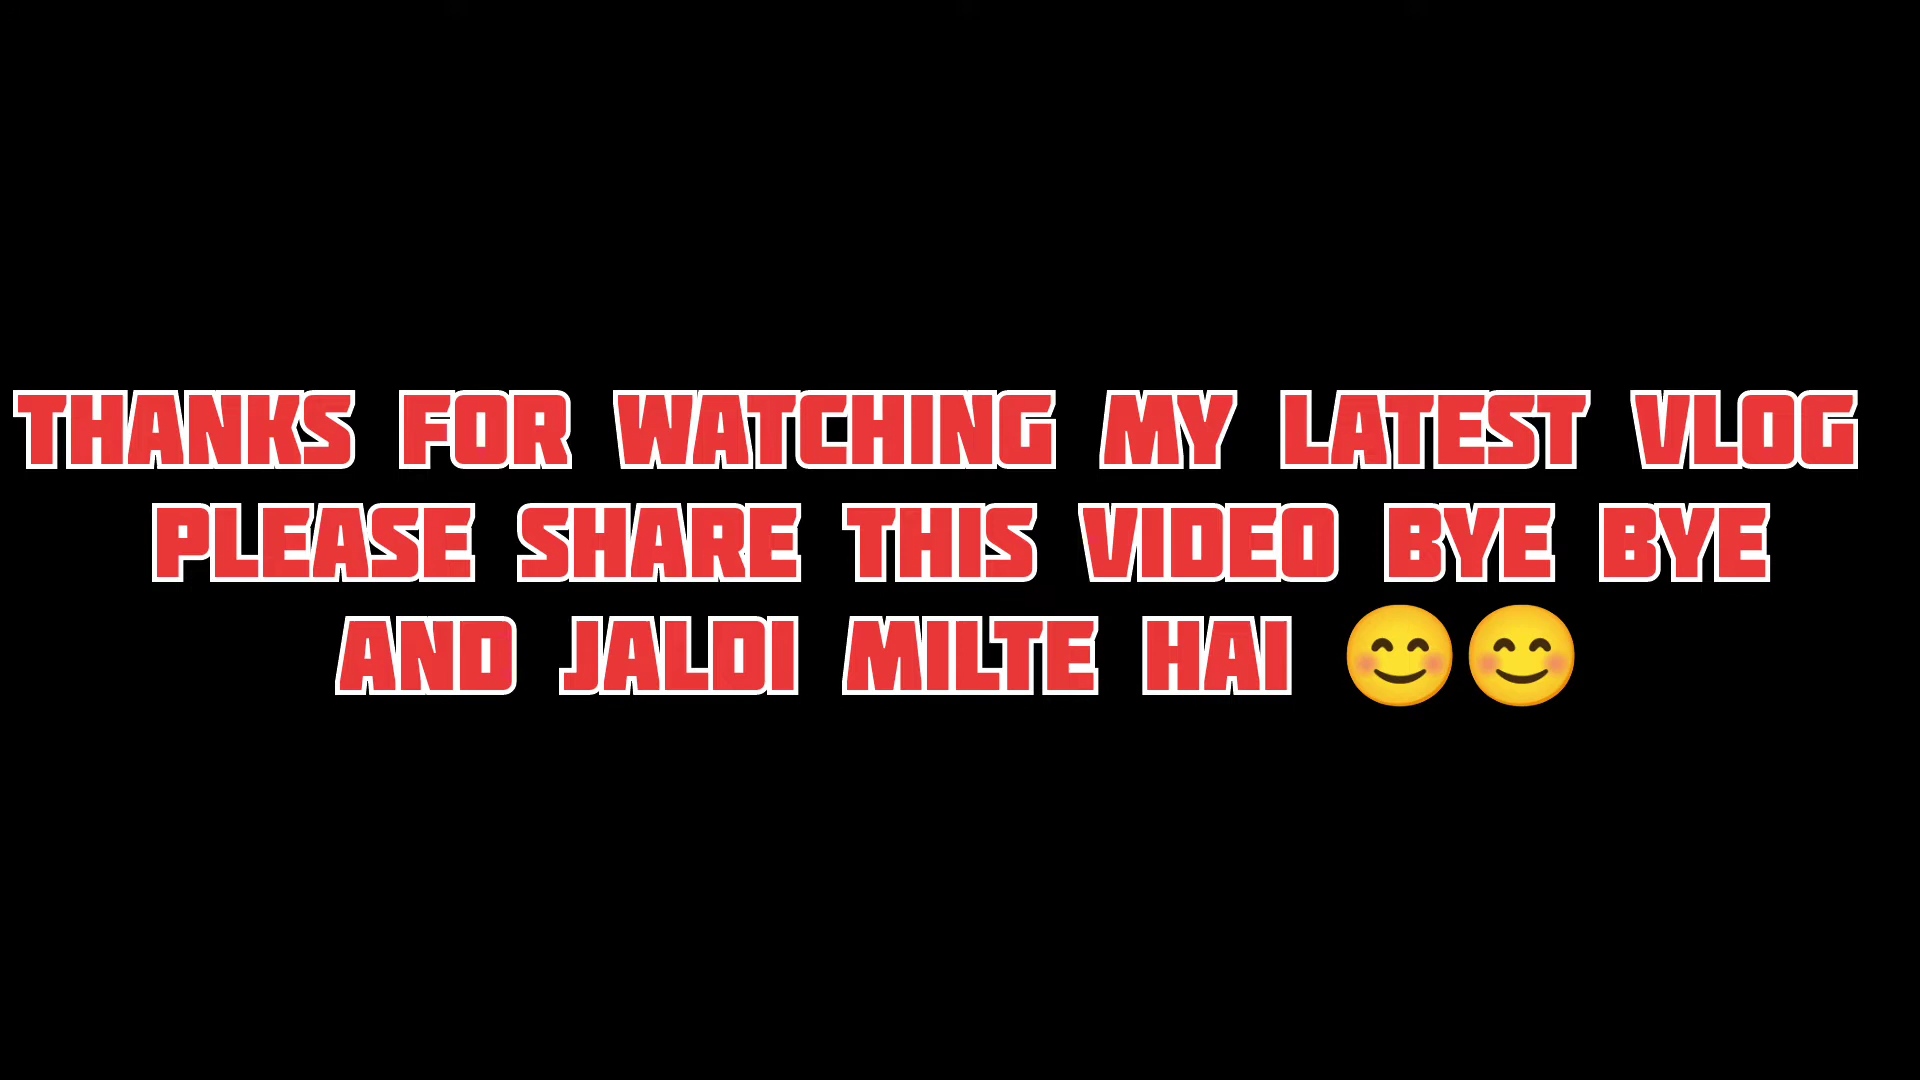 THANKS FOR WATCHING MY LATEST VLOG
PLEASE SHARE THIS VIDEO BYE BYE
AND JALDI MILTE HAI 😊😊